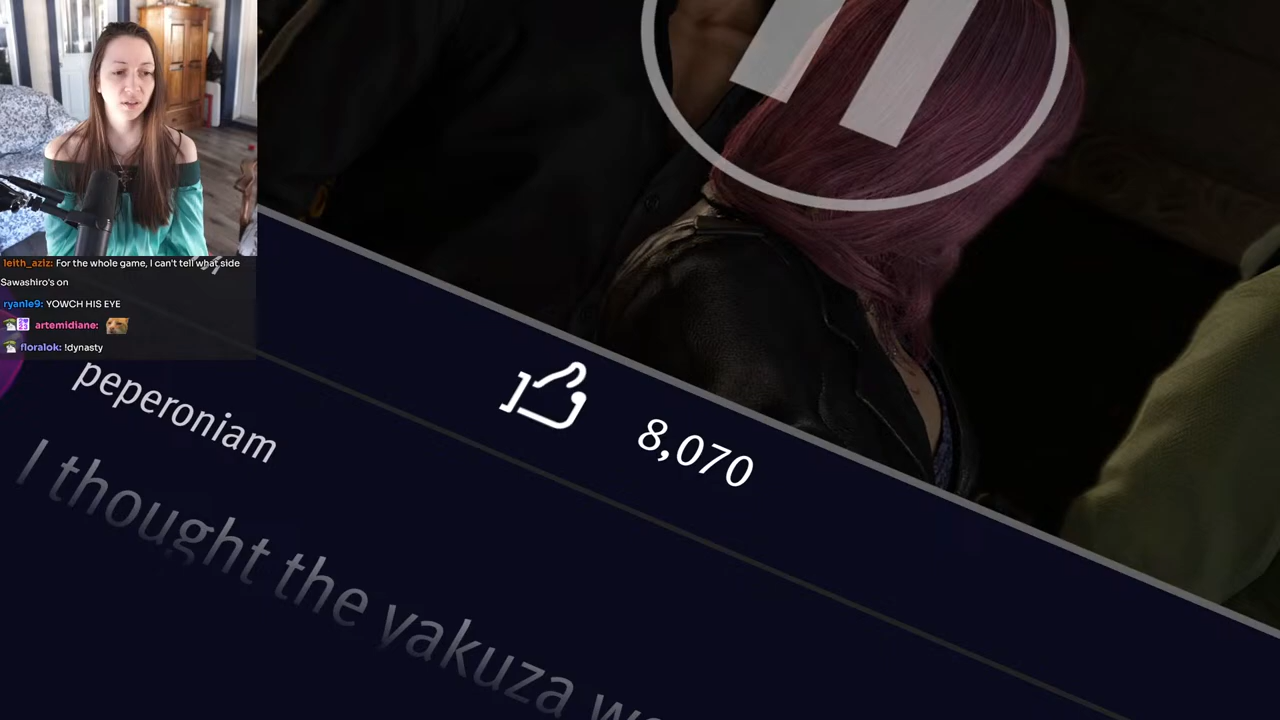 leith_aziz: For the whole game, I can't tell what side
Sawashiro's on
ryanle9: YOWCH HIS EYE
artemidiane:
floralok: !dynasty
peperoniam
8,070
I thought the yakuza